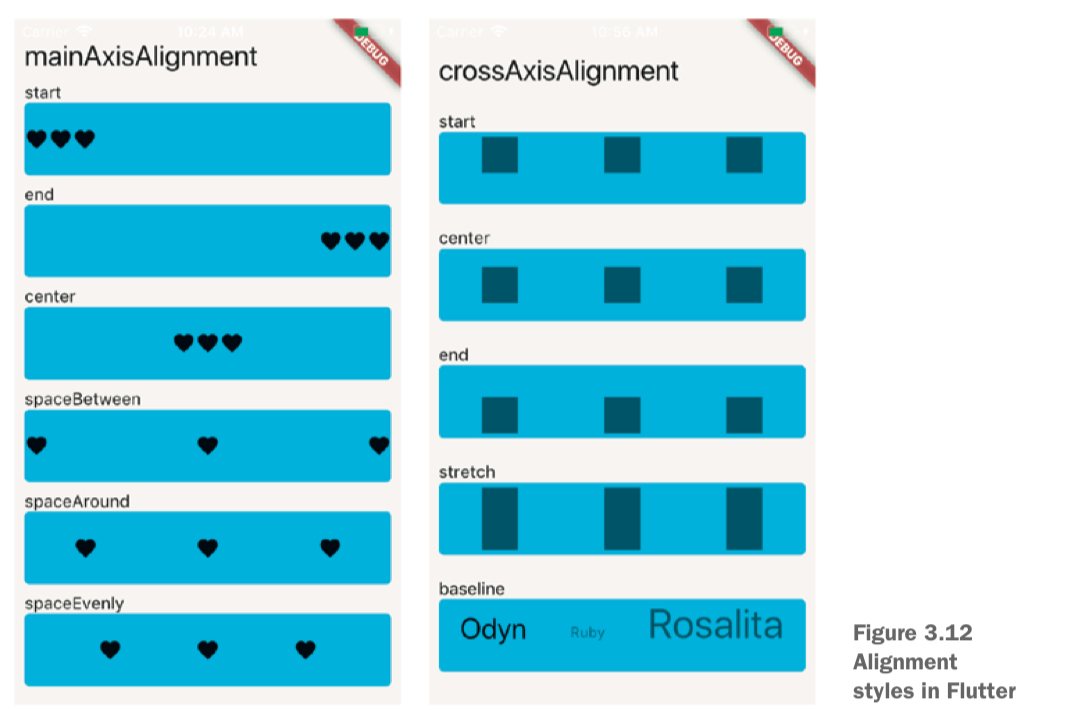 Carrier 10:24 AM
DEBUG
mainAxisAlignment
start
end
center
spaceBetween
spaceAround
spaceEvenly
Carrier 10:56 AM
DEBUG
crossAxisAlignment
start
center
end
stretch
baseline
Odyn Ruby Rosalita
Figure 3.12
Alignment
styles in Flutter